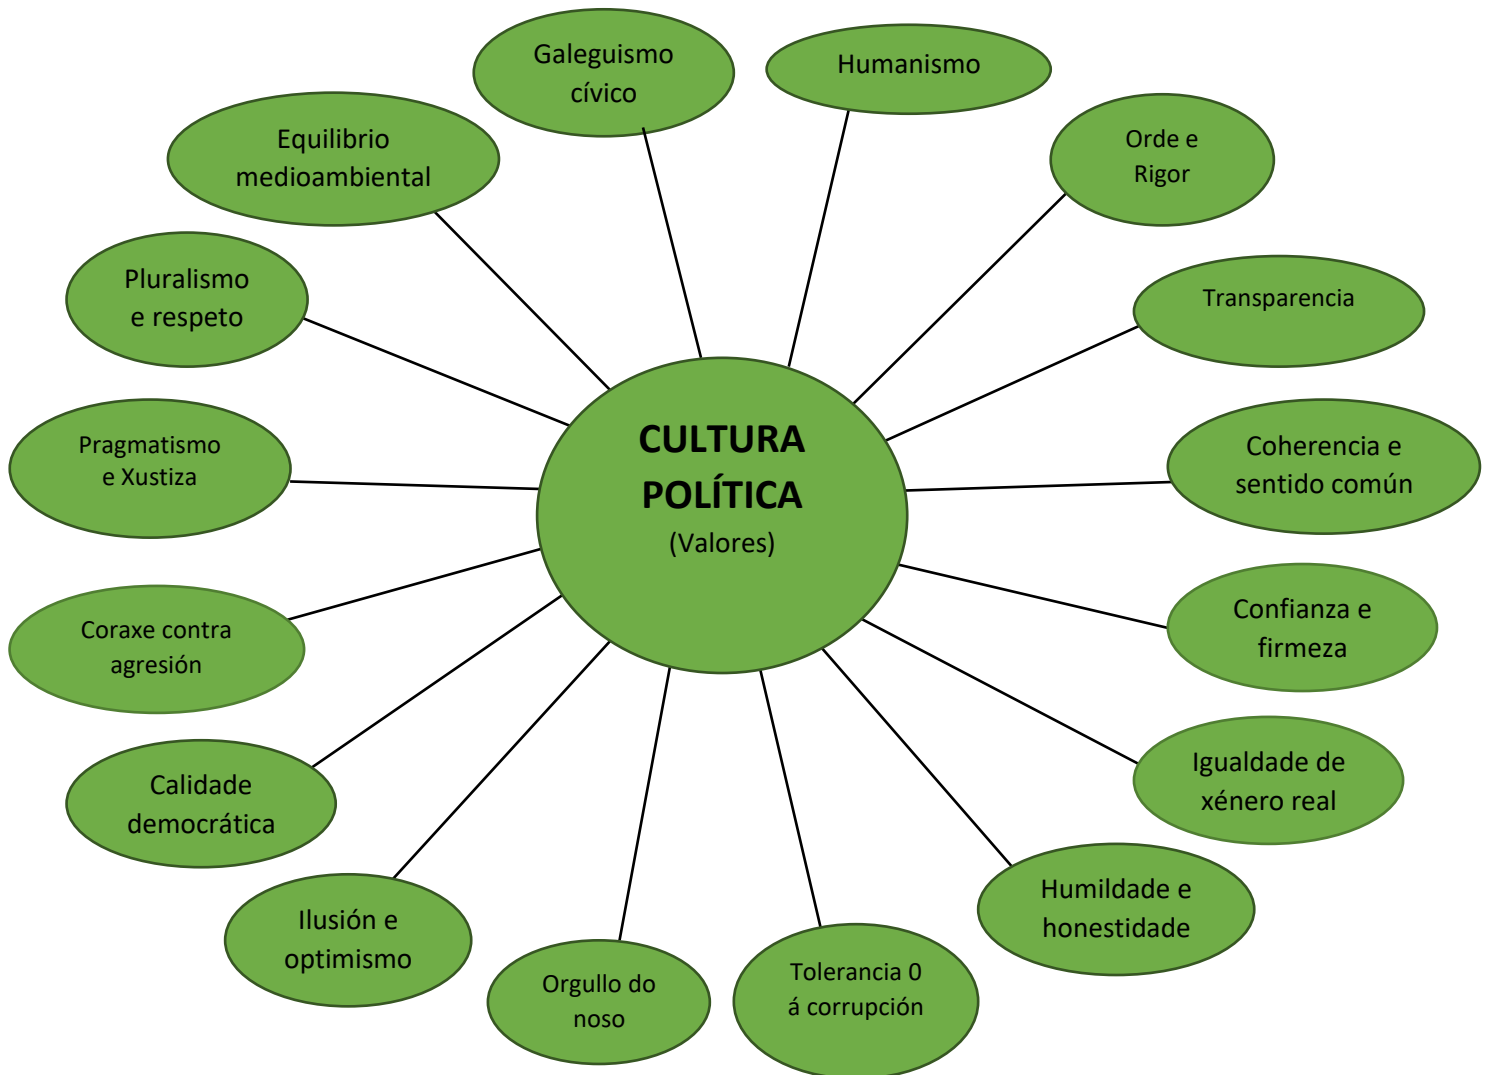 Galeguismo
cívico
Humanismo
Equilibrio
medioambiental
Orde e
Rigor
Pluralismo
e respeto
Transparencia
CULTURA
POLÍTICA
(Valores)
Pragmatismo
e Xustiza
Coherencia e
sentido común
Coraxe contra
agresión
Confianza e
firmeza
Calidade
democrática
Igualdade de
xénero real
Ilusión e
optimismo
Humildade e
honestidade
Orgullo do
noso
Tolerancia 0
á corrupción